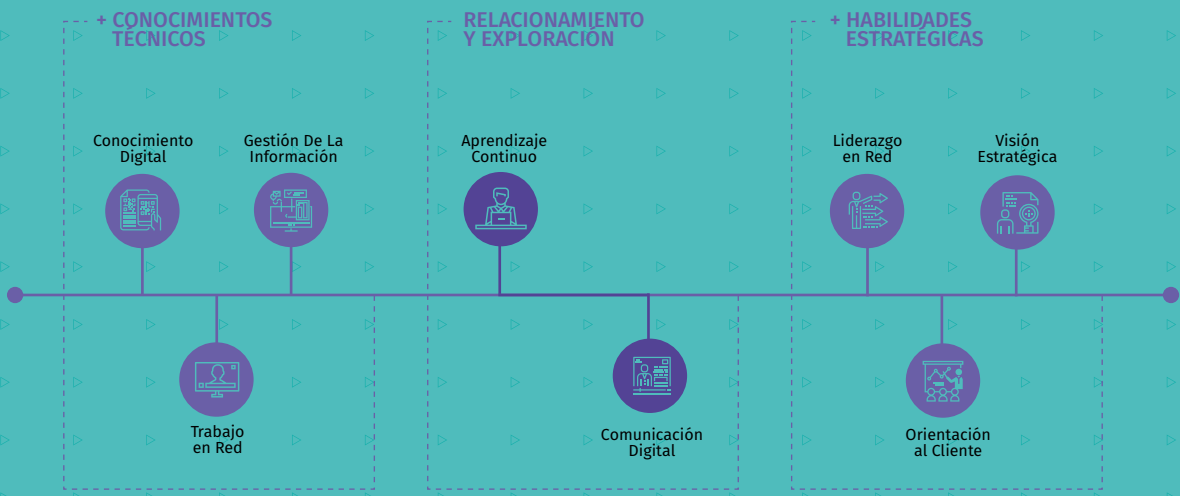 + CONOCIMIENTOS
TÉCNICOS
RELACIONAMIENTO
Y EXPLORACIÓN
+ HABILIDADES
ESTRATÉGICAS
Conocimiento
Digital
Gestión De La
Información
Aprendizaje
Continuo
Liderazgo
en Red
Visión
Estratégica
Trabajo
en Red
Comunicación
Digital
Orientación
al Cliente